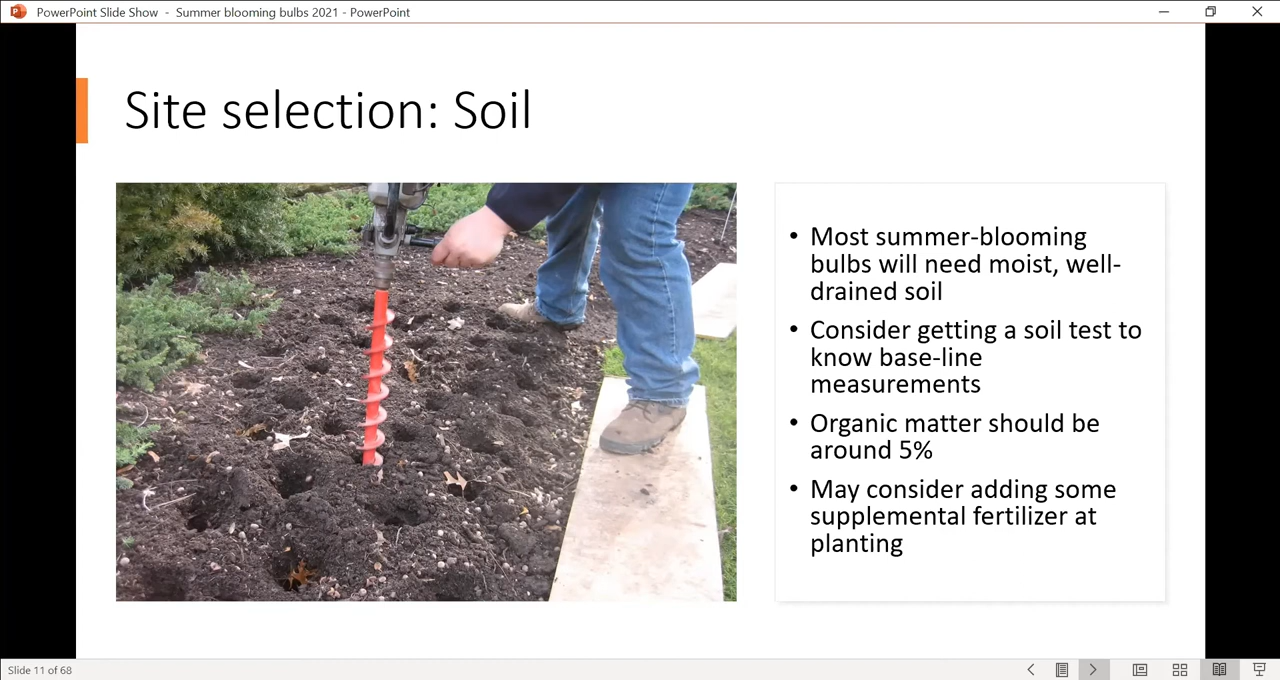 PowerPoint Slide Show - Summer blooming bulbs 2021 - PowerPoint
Site selection: Soil
• Most summer-blooming
bulbs will need moist, well-
drained soil
• Consider getting a soil test to
know base-line
measurements
• Organic matter should be
around 5%
• May consider adding some
supplemental fertilizer at
planting
Slide 11 of 68